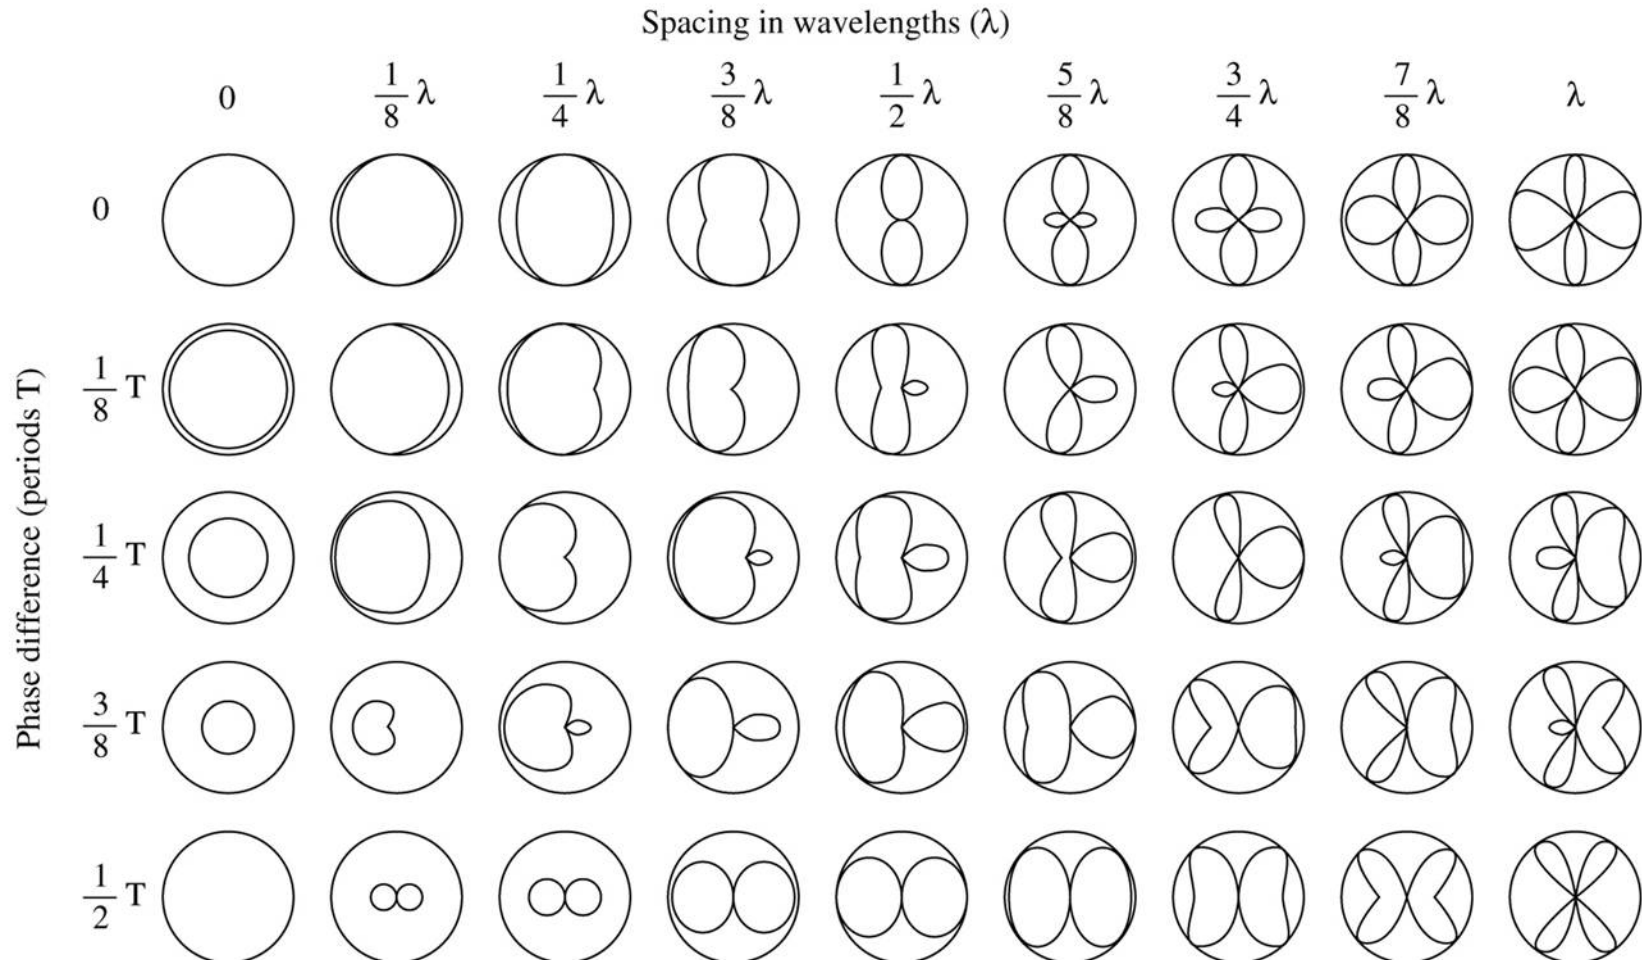 Spacing in wavelengths (λ)
0 1/8 λ 1/4 λ 3/8 λ 1/2 λ 5/8 λ 3/4 λ 7/8 λ λ
Phase difference (periods T)
0
1/8 T
1/4 T
3/8 T
1/2 T